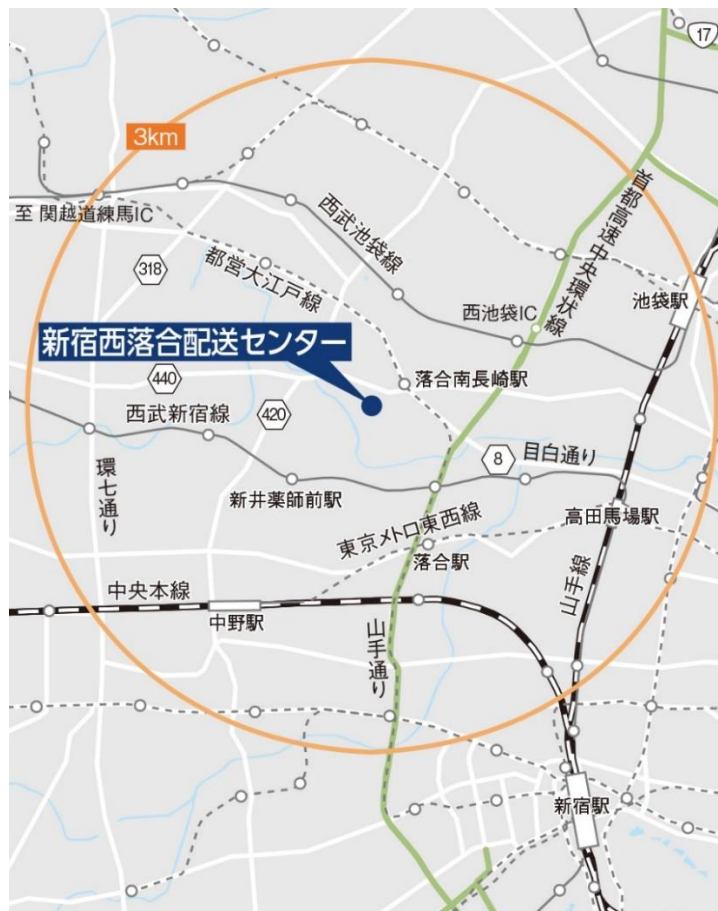 17
3km
首都高速中央環状線
至 関越道練馬IC
西武池袋線
318
都営大江戸線
池袋駅
西池袋IC
新宿西落合配送センター
440
落合南長崎駅
西武新宿線
420
目白通り
8
環七通り
新井薬師前駅
東京メトロ東西線
高田馬場駅
落合駅
中央本線
山手線
中野駅
山手通り
新宿駅